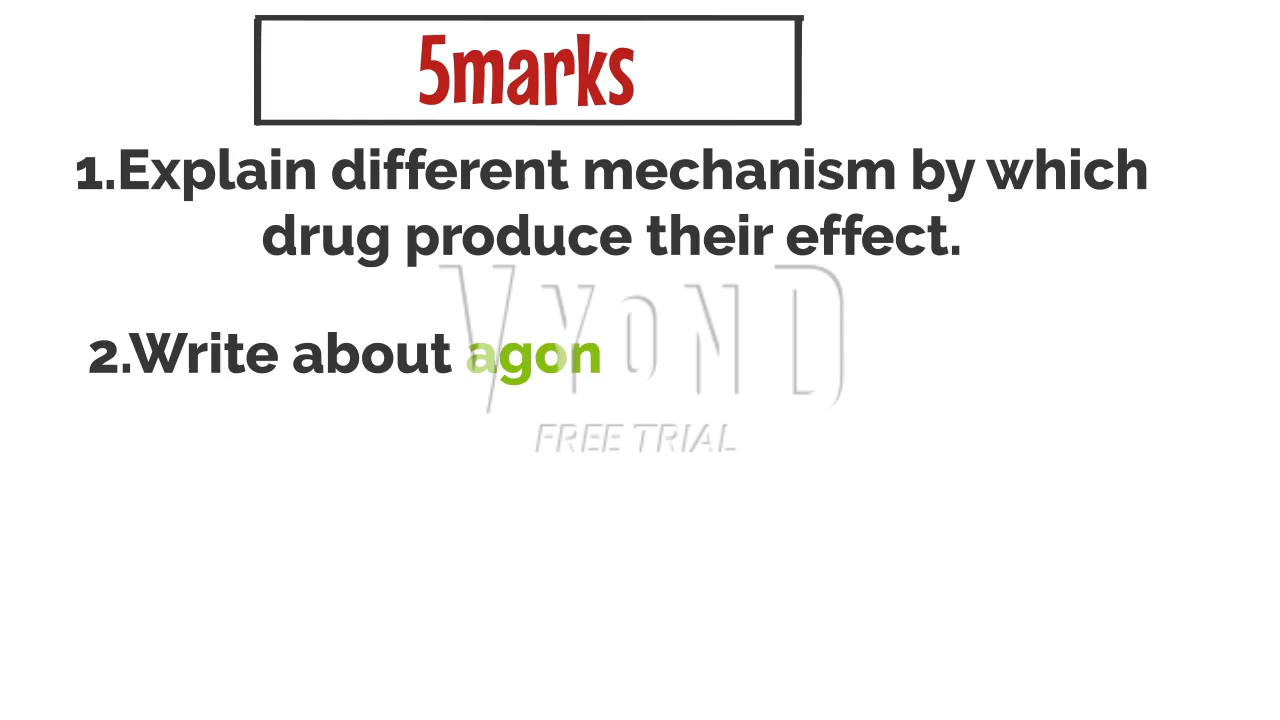 5marks
1.Explain different mechanism by which
drug produce their effect.
2.Write about agon
VYOND
FREE TRIAL